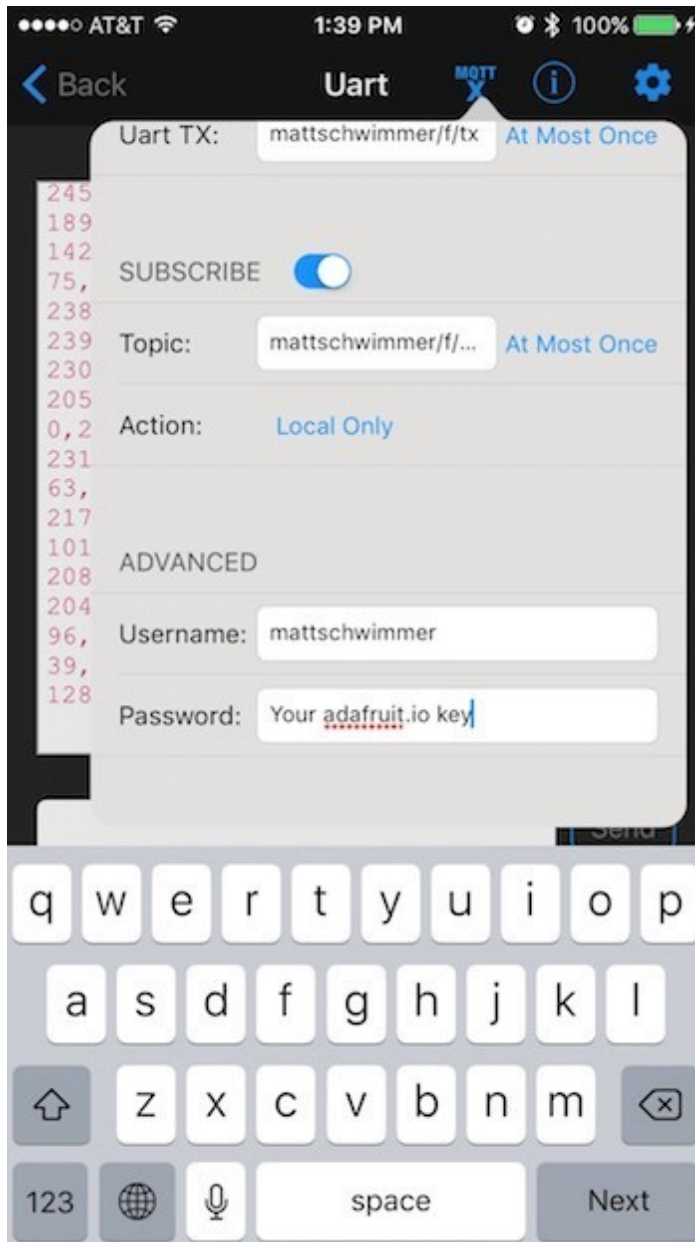 AT&T 1:39 PM 100%
Back Uart MQTT X i
Uart TX: mattschwimmer/f/tx At Most Once
245
189
142
75, SUBSCRIBE
238
239 Topic: mattschwimmer/f/... At Most Once
230
205
0,2 Action: Local Only
231
63,
217
101 ADVANCED
208
204
96, Username: mattschwimmer
39,
128 Password: Your adafruit.io key
Send
q w e r t y u i o p
a s d f g h j k l
z x c v b n m
123 space Next